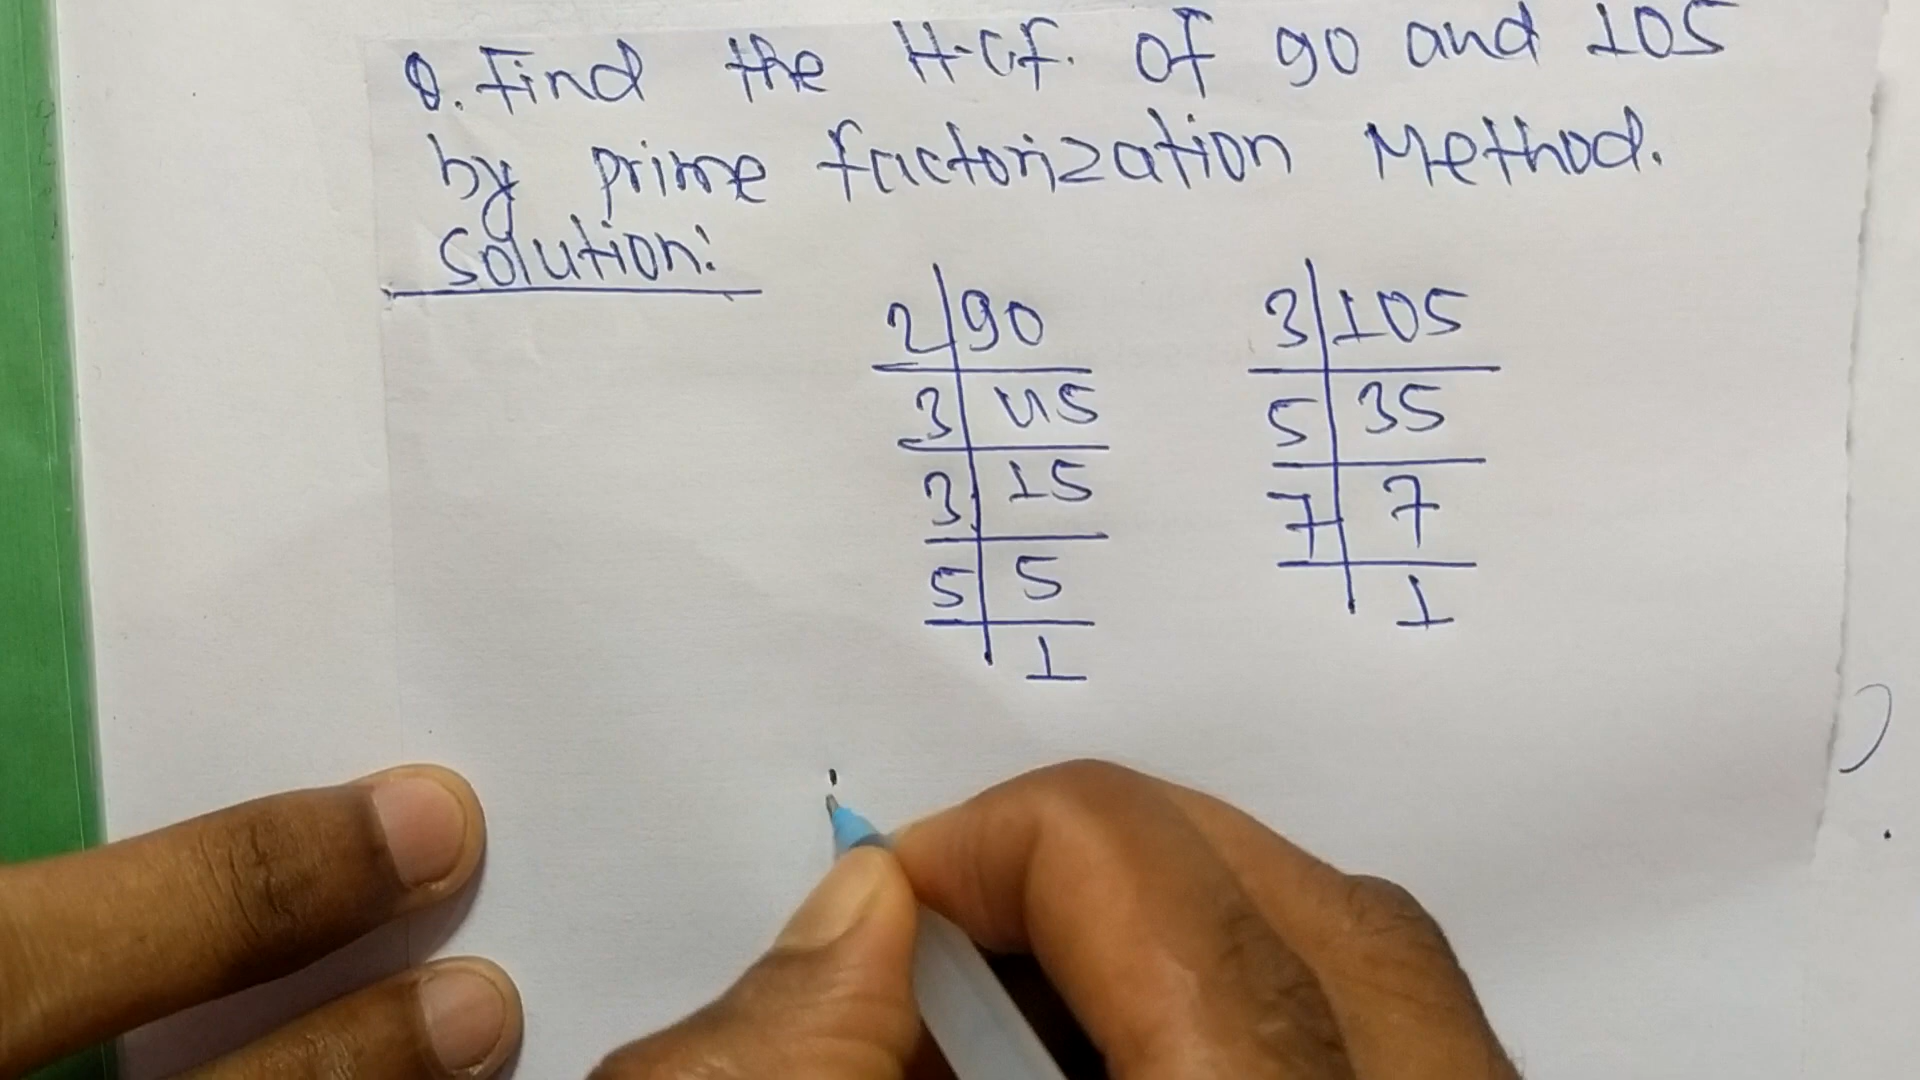 Q. Find the H.C.F. of 90 and 105
by prime factorization Method.
Solution:
2 | 90
3 | 45
3 | 15
5 | 5
1
3 | 105
5 | 35
7 | 7
1